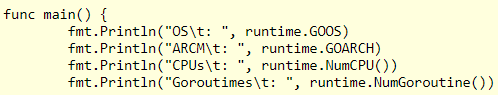 func main() {
        fmt.Println("OS\t: ", runtime.GOOS)
        fmt.Println("ARCM\t: ", runtime.GOARCH)
        fmt.Println("CPUs\t: ", runtime.NumCPU())
        fmt.Println("Goroutimes\t: ", runtime.NumGoroutine())